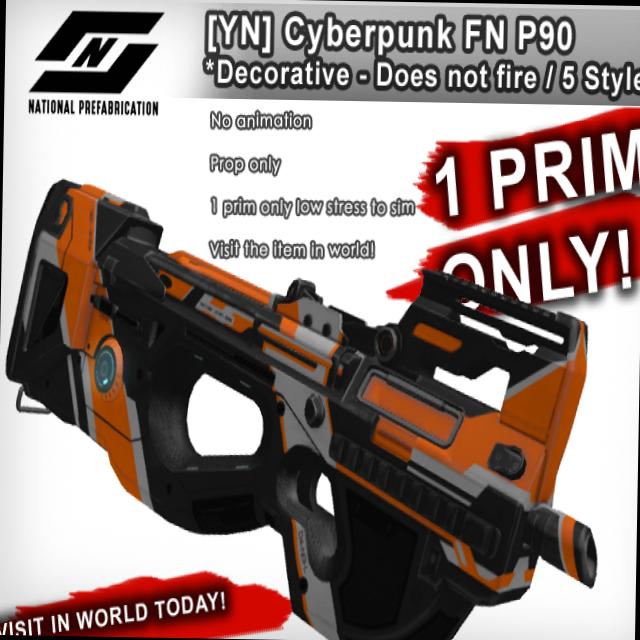 [YN] Cyberpunk FN P90
*Decorative - Does not fire / 5 Style
N
NATIONAL PREFABRICATION
No animation
Prop only
1 prim only low stress to sim
Visit the item in world!
1 PRIM
ONLY!
VISIT IN WORLD TODAY!